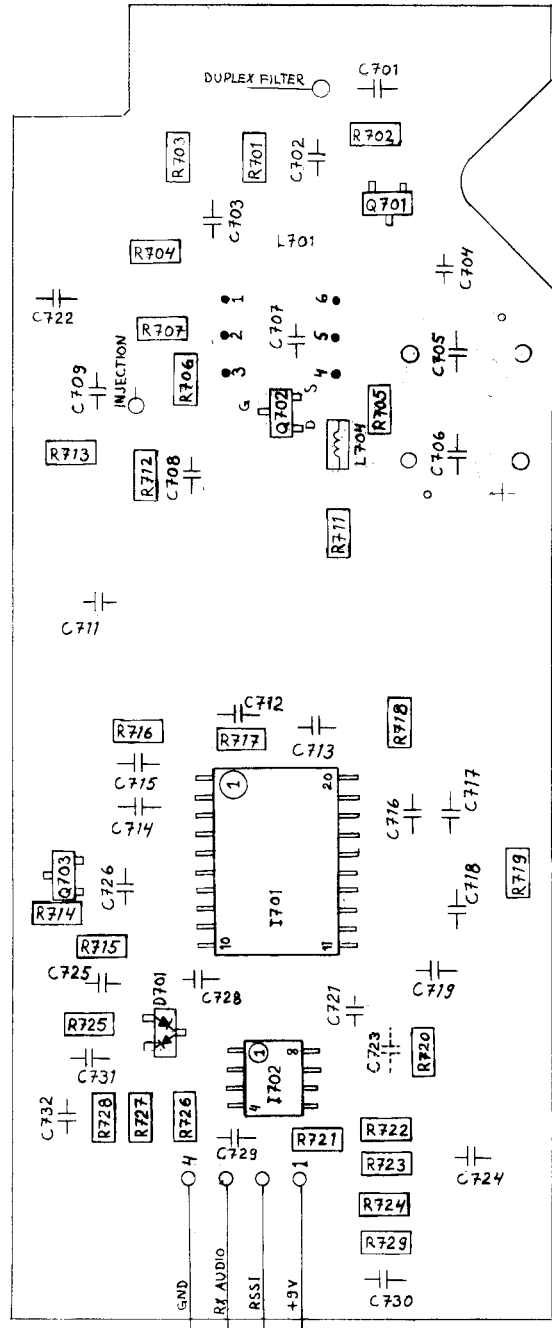 DUPLEX FILTER
C701
R703
R701
C702
R702
Q701
C703
L701
R704
C704
C722
1
6
R707
C707
2
5
C705
C709
INJECTION
R706
3
4
G
S
Q702
D
R705
L704
C706
R713
R712
C708
R711
C711
C712
R716
R717
C713
R718
C715
1
20
C714
C716
C717
Q703
C726
R719
R714
I701
C718
R715
10
11
C725
D701
C728
C719
C721
R725
C723
R720
1
8
C731
I702
4
C732
R728
R727
R726
C729
R721
R722
R723
C724
4
1
R724
R729
GND
RX AUDIO
RSSI
+9V
C730